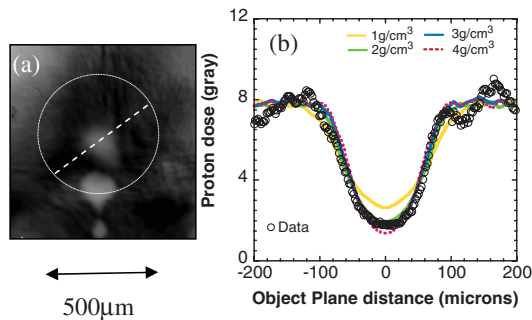 (a)
500μm
(b)
1g/cm³ 3g/cm³
2g/cm³ 4g/cm³
Proton dose (gray)
12
8
4
0
Data
-200 -100 0 100 200
Object Plane distance (microns)